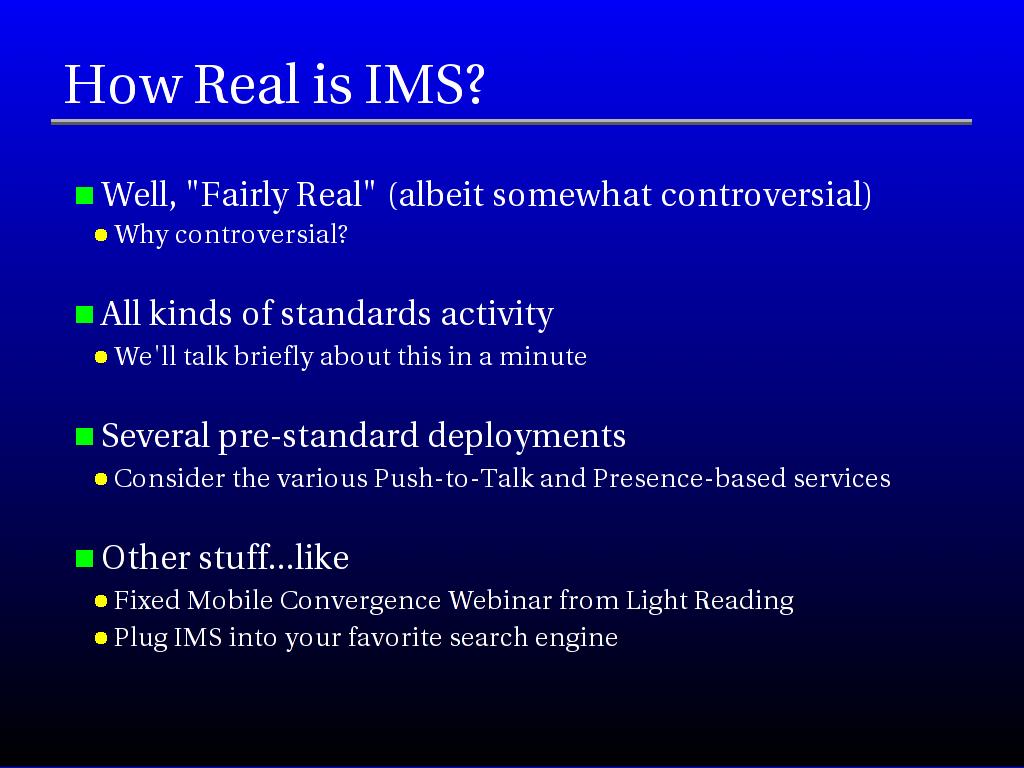 How Real is IMS?
Well, "Fairly Real" (albeit somewhat controversial)
Why controversial?
All kinds of standards activity
We'll talk briefly about this in a minute
Several pre-standard deployments
Consider the various Push-to-Talk and Presence-based services
Other stuff...like
Fixed Mobile Convergence Webinar from Light Reading
Plug IMS into your favorite search engine